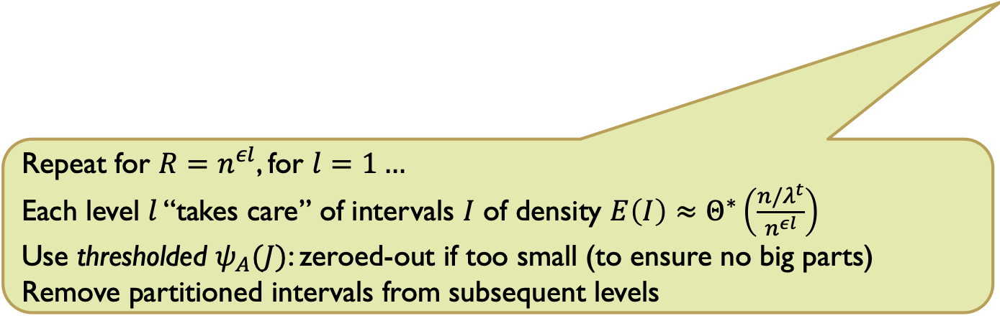 Repeat for $R = n^{\epsilon l}$, for $l = 1$ ...
Each level $l$ “takes care” of intervals $I$ of density $E(I) \approx \Theta^*\left(\frac{n/\lambda^t}{n^{\epsilon l}}\right)$
Use thresholded $\psi_A(J)$: zeroed-out if too small (to ensure no big parts)
Remove partitioned intervals from subsequent levels